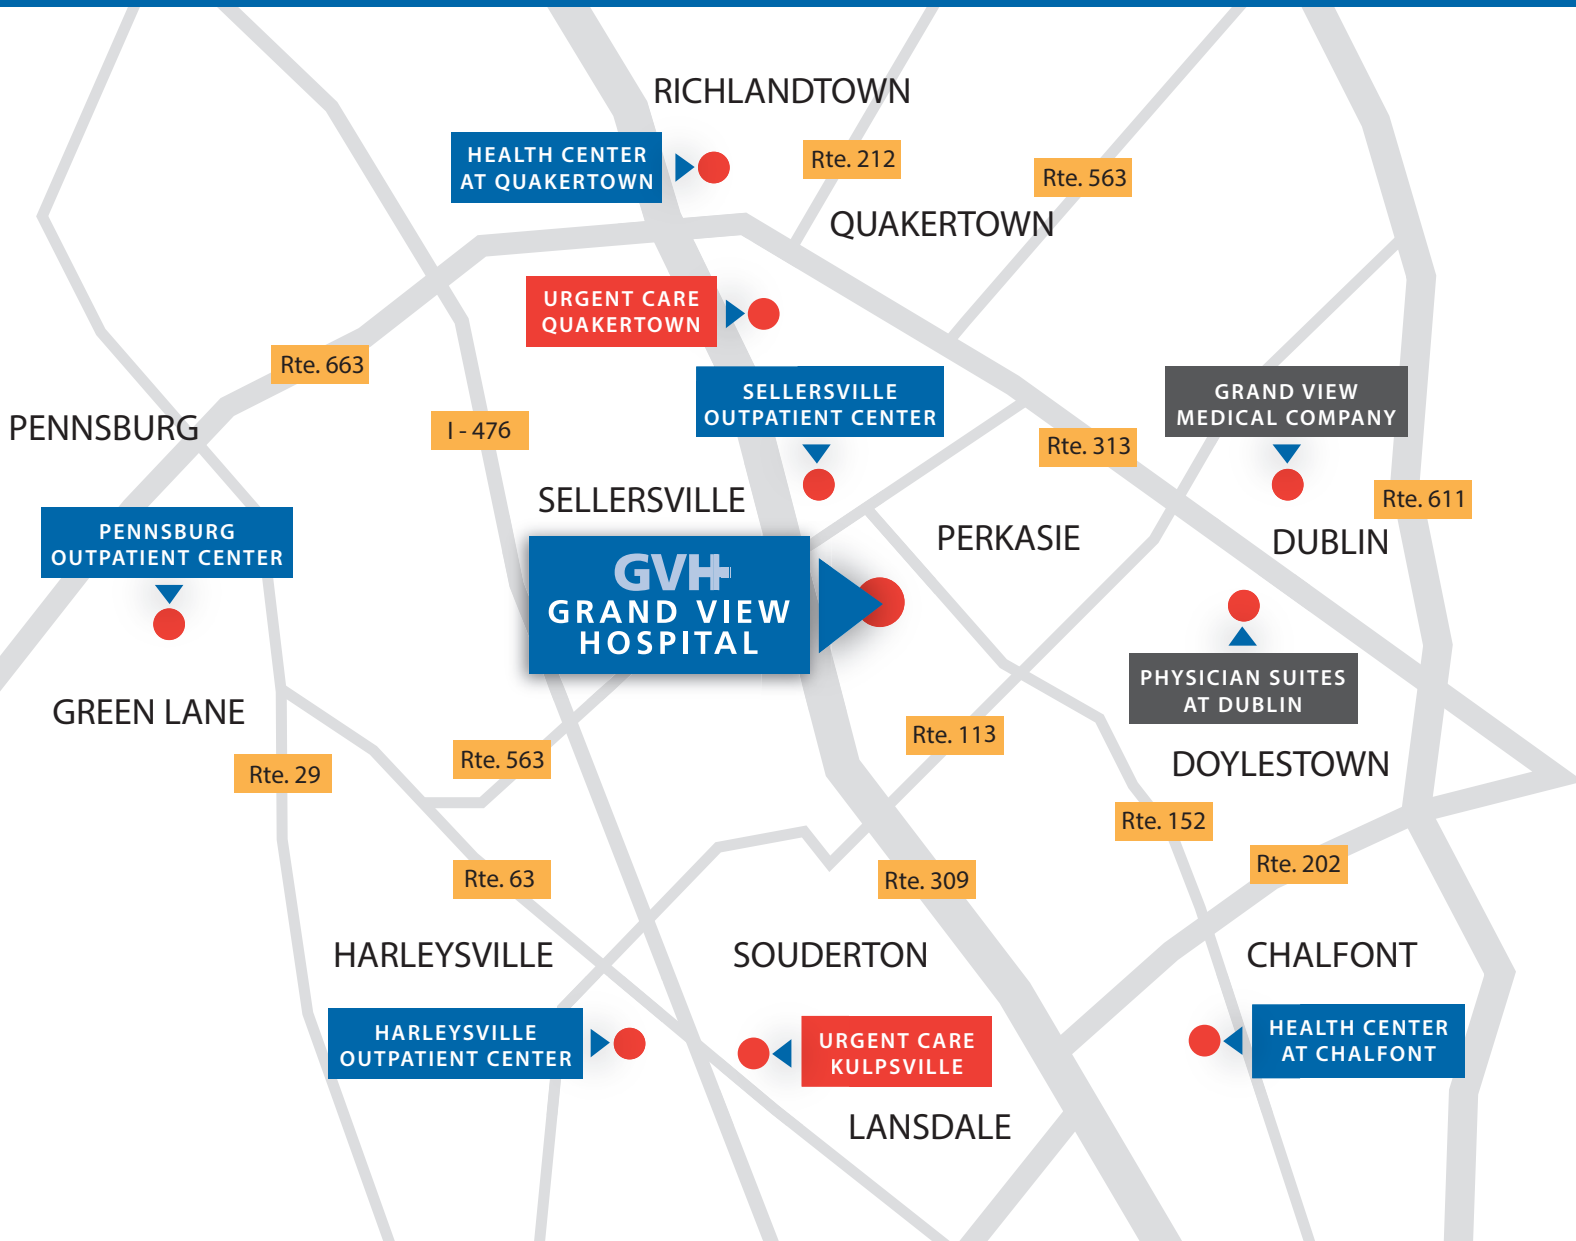 RICHLANDTOWN
HEALTH CENTER
AT QUAKERTOWN
Rte. 212
Rte. 563
QUAKERTOWN
URGENT CARE
QUAKERTOWN
Rte. 663
SELLERSVILLE
OUTPATIENT CENTER
GRAND VIEW
MEDICAL COMPANY
PENNSBURG
I - 476
Rte. 313
Rte. 611
SELLERSVILLE
PERKASIE
DUBLIN
PENNSBURG
OUTPATIENT CENTER
GVH
GRAND VIEW
HOSPITAL
PHYSICIAN SUITES
AT DUBLIN
GREEN LANE
Rte. 113
Rte. 563
Rte. 29
DOYLESTOWN
Rte. 152
Rte. 202
Rte. 63
Rte. 309
HARLEYSVILLE
SOUDERTON
CHALFONT
HARLEYSVILLE
OUTPATIENT CENTER
URGENT CARE
KULPSVILLE
HEALTH CENTER
AT CHALFONT
LANSDALE